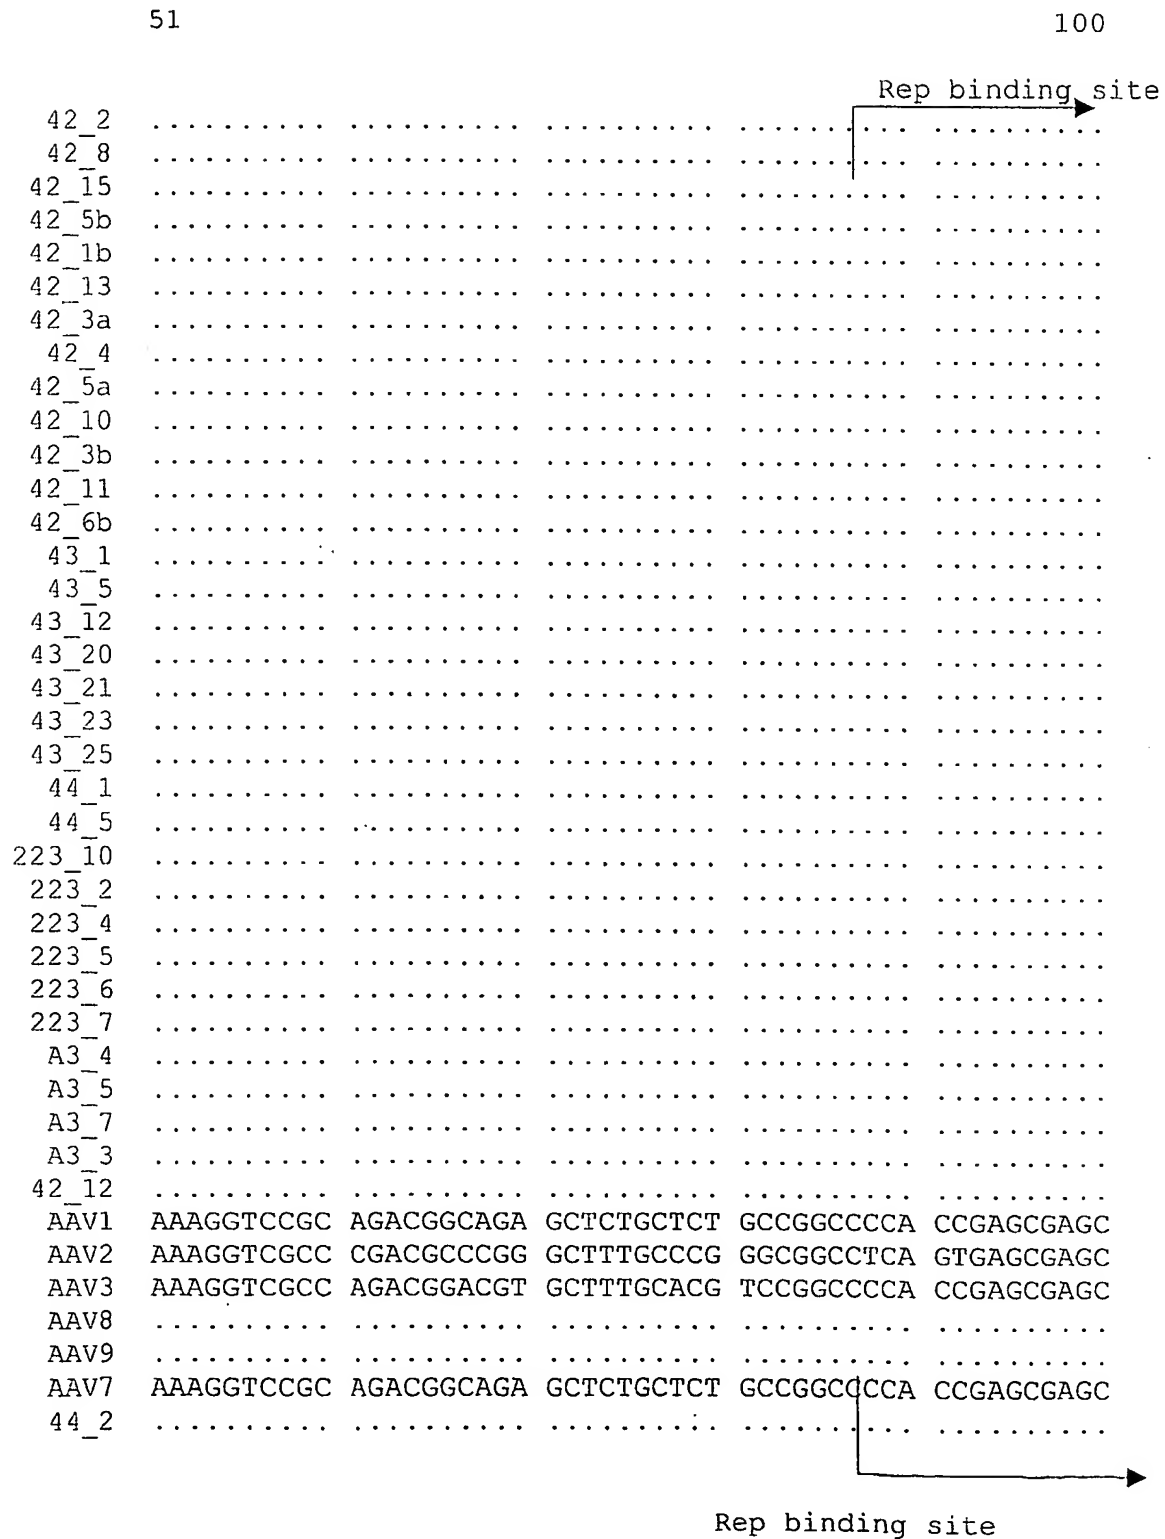 51 100
Rep binding site
42_2 .......... .......... .......... .......... ..........
42_8 .......... .......... .......... .......... ..........
42_15 .......... .......... .......... .......... ..........
42_5b .......... .......... .......... .......... ..........
42_1b .......... .......... .......... .......... ..........
42_13 .......... .......... .......... .......... ..........
42_3a .......... .......... .......... .......... ..........
42_4 .......... .......... .......... .......... ..........
42_5a .......... .......... .......... .......... ..........
42_10 .......... .......... .......... .......... ..........
42_3b .......... .......... .......... .......... ..........
42_11 .......... .......... .......... .......... ..........
42_6b .......... .......... .......... .......... ..........
43_1 .......... .......... .......... .......... ..........
43_5 .......... .......... .......... .......... ..........
43_12 .......... .......... .......... .......... ..........
43_20 .......... .......... .......... .......... ..........
43_21 .......... .......... .......... .......... ..........
43_23 .......... .......... .......... .......... ..........
43_25 .......... .......... .......... .......... ..........
44_1 .......... .......... .......... .......... ..........
44_5 .......... .......... .......... .......... ..........
223_10 .......... .......... .......... .......... ..........
223_2 .......... .......... .......... .......... ..........
223_4 .......... .......... .......... .......... ..........
223_5 .......... .......... .......... .......... ..........
223_6 .......... .......... .......... .......... ..........
223_7 .......... .......... .......... .......... ..........
A3_4 .......... .......... .......... .......... ..........
A3_5 .......... .......... .......... .......... ..........
A3_7 .......... .......... .......... .......... ..........
A3_3 .......... .......... .......... .......... ..........
42_12 .......... .......... .......... .......... ..........
AAV1 AAAGGTCCGC AGACGGCAGA GCTCTGCTCT GCCGGCCCCA CCGAGCGAGC
AAV2 AAAGGTCGCC CGACGCCCGG GCTTTGCCCG GGCGGCCTCA GTGAGCGAGC
AAV3 AAAGGTCGCC AGACGGACGT GCTTTGCACG TCCGGCCCCA CCGAGCGAGC
AAV8 .......... .......... .......... .......... ..........
AAV9 .......... .......... .......... .......... ..........
AAV7 AAAGGTCCGC AGACGGCAGA GCTCTGCTCT GCCGGCCCCA CCGAGCGAGC
44_2 .......... .......... .......... .......... ..........
Rep binding site